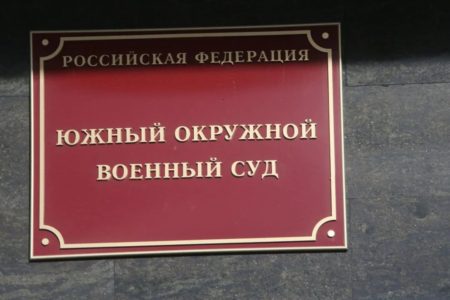 РОССИЙСКАЯ ФЕДЕРАЦИЯ
ЮЖНЫЙ ОКРУЖНОЙ
ВОЕННЫЙ СУД